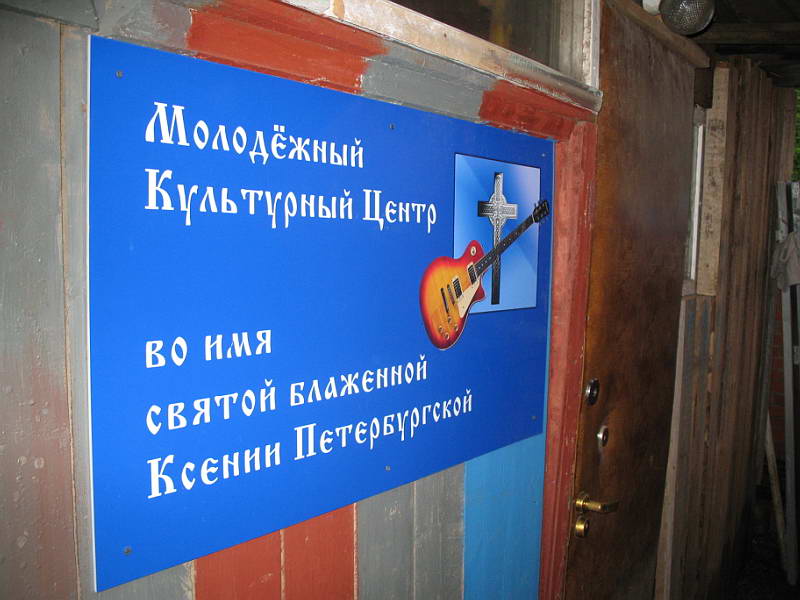 Молодёжный
Культурный Центр
во имя
святой блаженной
Ксении Петербургской